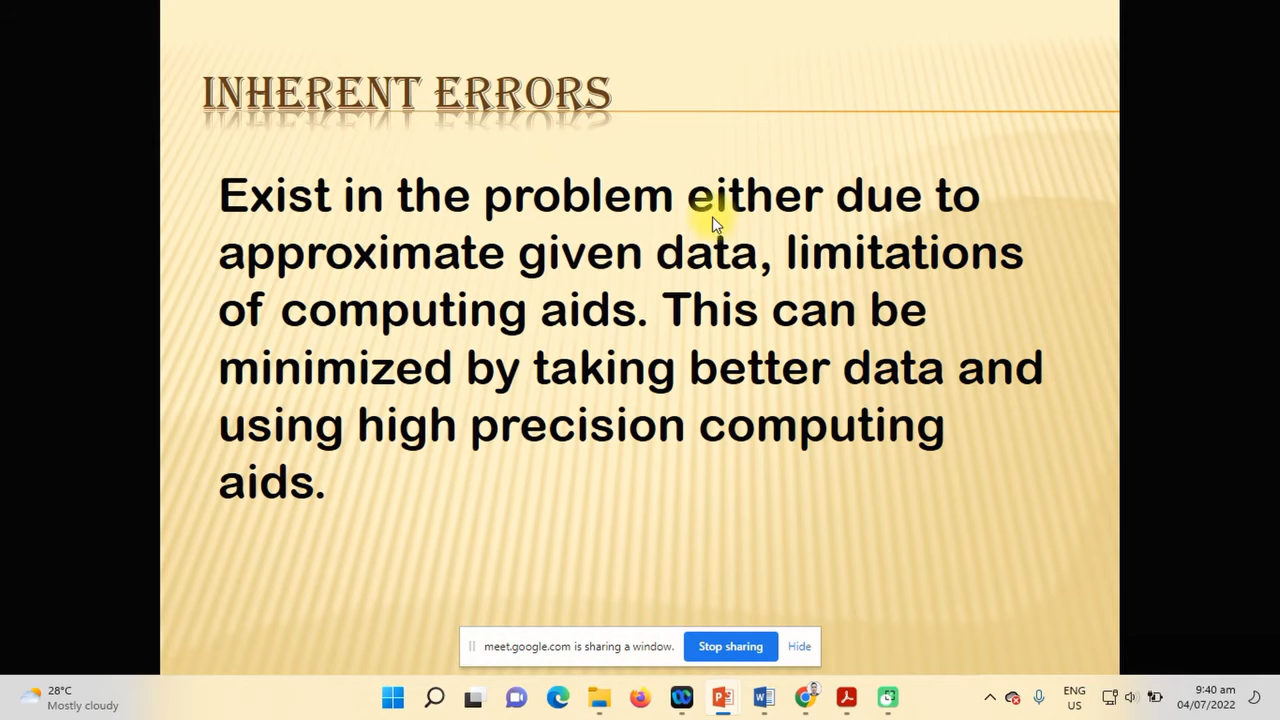 INHERENT ERRORS
Exist in the problem either due to
approximate given data, limitations
of computing aids. This can be
minimized by taking better data and
using high precision computing
aids.
meet.google.com is sharing a window. Stop sharing Hide
28°C
Mostly cloudy
ENG
US
9:40 am
04/07/2022